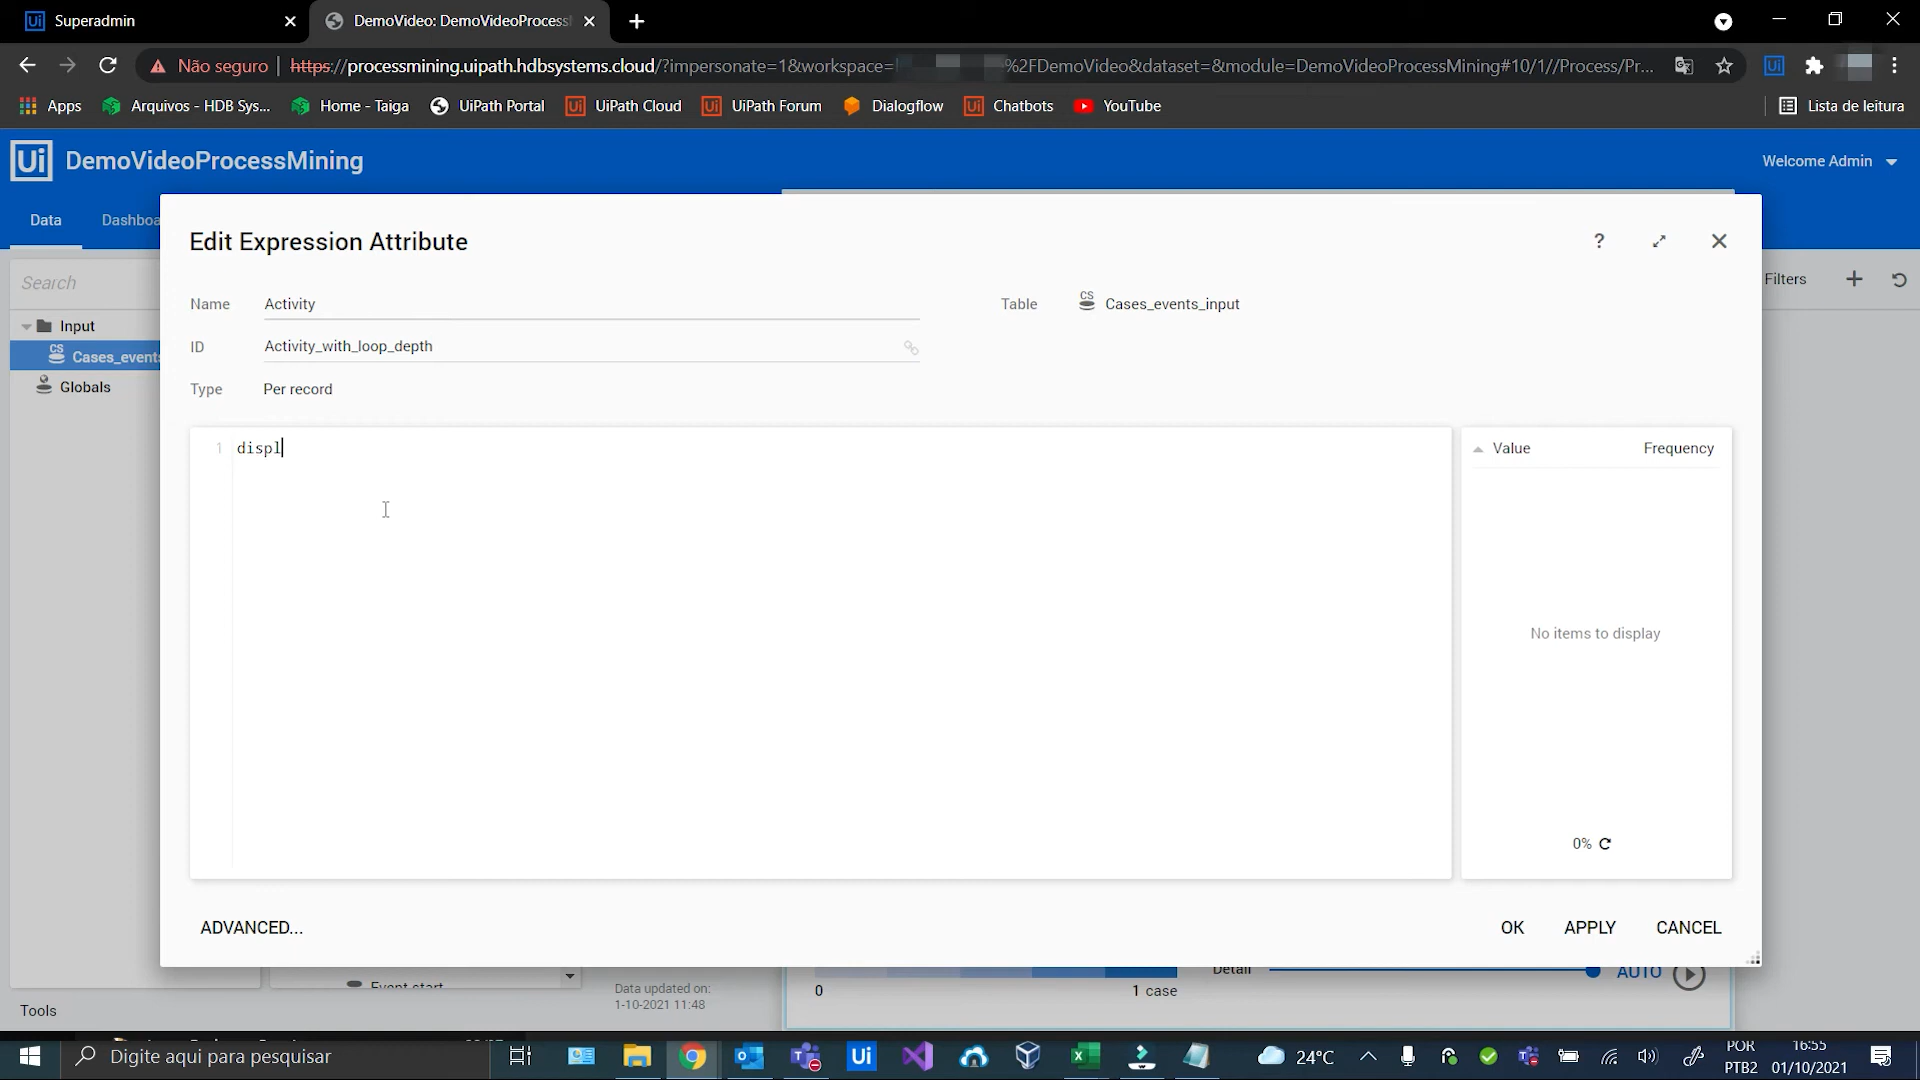 Superadmin
DemoVideo: DemoVideoProcess
Não seguro | https://processmining.uipath.hdbsystems.cloud/?impersonate=1&workspace= %2FDemoVideo&dataset=&module=DemoVideoProcessMining#10/1//Process/Pr...
Apps Arquivos - HDB Sy... Home - Taiga UiPath Portal UiPath Cloud UiPath Forum Dialogflow Chatbots YouTube Lista de leitura
Ui DemoVideoProcessMining Welcome Admin
Data Dashboa
Edit Expression Attribute ?
Search Filters
Name Activity Table CS Cases_events_input
Input
ID Activity_with_loop_depth
CS Cases_events
Globals
Type Per record
1 displ
Value Frequency
No items to display
0%
ADVANCED... OK APPLY CANCEL
Event start
Data updated on:
1-10-2021 11:48
Detail AUTO
0 1 case
Tools
Digite aqui para pesquisar 24°C POR 16:55
PTB2 01/10/2021